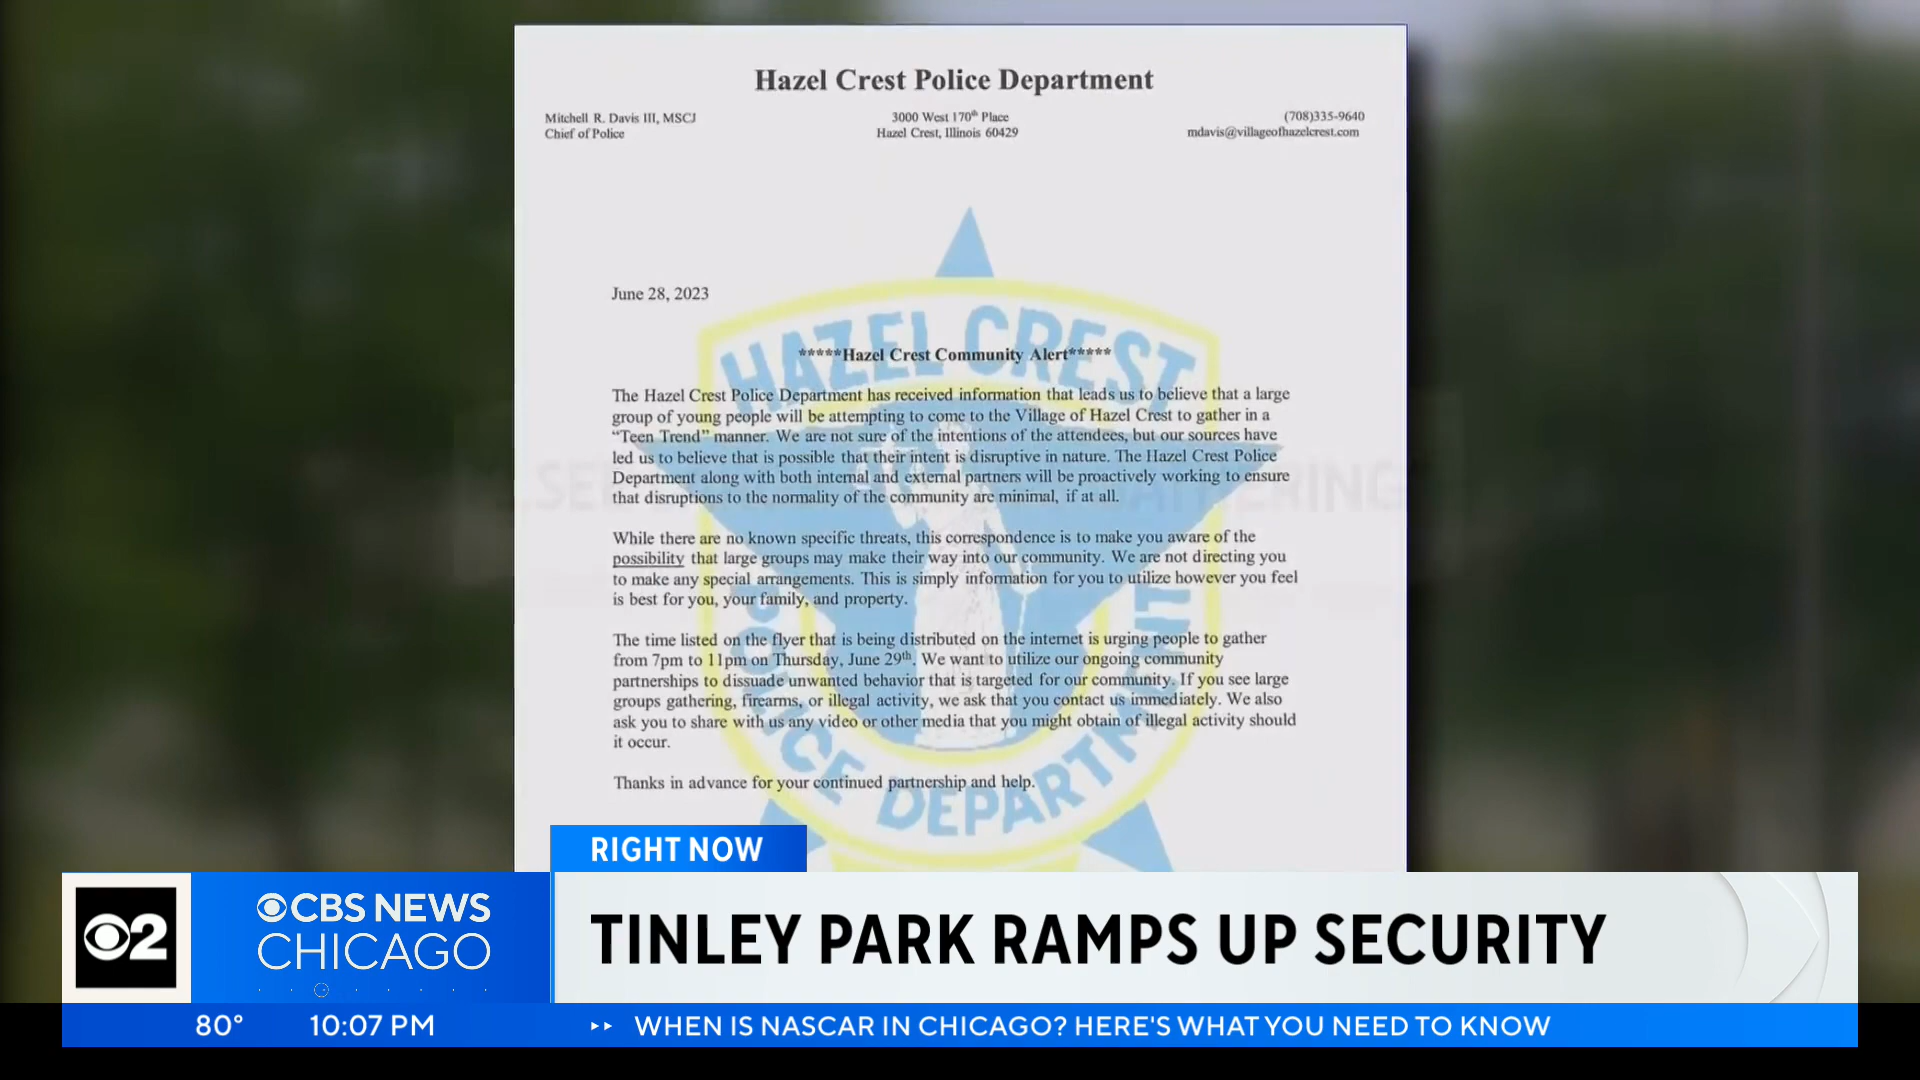 Hazel Crest Police Department
Mitchell R. Davis III, MSCJ
Chief of Police
3000 West 170th Place
Hazel Crest, Illinois 60429
(708)335-9640
mdavis@villageofhazelcrest.com
June 28, 2023
HAZEL CREST
*****Hazel Crest Community Alert*****
The Hazel Crest Police Department has received information that leads us to believe that a large
group of young people will be attempting to come to the Village of Hazel Crest to gather in a
“Teen Trend” manner. We are not sure of the intentions of the attendees, but our sources have
led us to believe that is possible that their intent is disruptive in nature. The Hazel Crest Police
Department along with both internal and external partners will be proactively working to ensure
that disruptions to the normality of the community are minimal, if at all.
While there are no known specific threats, this correspondence is to make you aware of the
possibility that large groups may make their way into our community. We are not directing you
to make any special arrangements. This is simply information for you to utilize however you feel
is best for you, your family, and property.
The time listed on the flyer that is being distributed on the internet is urging people to gather
from 7pm to 11pm on Thursday, June 29th. We want to utilize our ongoing community
partnerships to dissuade unwanted behavior that is targeted for our community. If you see large
groups gathering, firearms, or illegal activity, we ask that you contact us immediately. We also
ask you to share with us any video or other media that you might obtain of illegal activity should
it occur.
Thanks in advance for your continued partnership and help.
POLICE DEPARTMENT
RIGHT NOW
2
CBS NEWS
CHICAGO
TINLEY PARK RAMPS UP SECURITY
80° 10:07 PM WHEN IS NASCAR IN CHICAGO? HERE'S WHAT YOU NEED TO KNOW